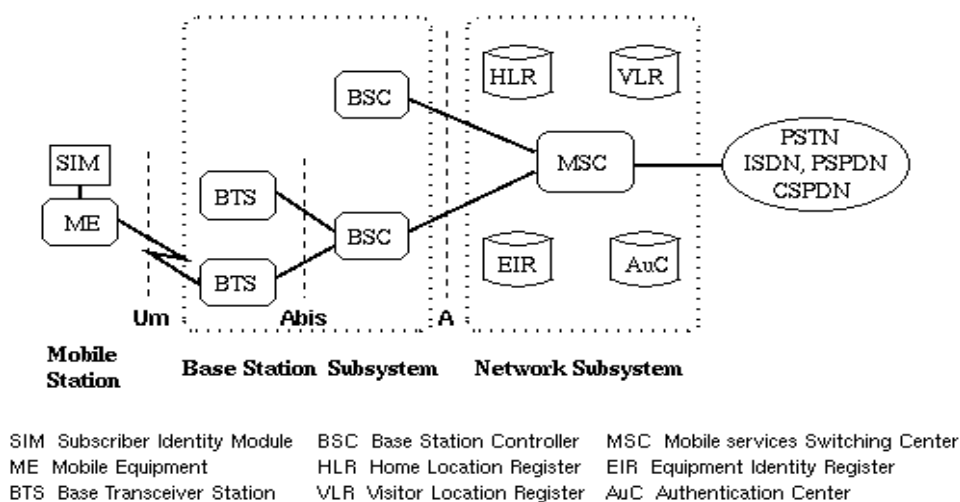 HLR
VLR
BSC
PSTN
ISDN, PSPDN
CSPDN
SIM
MSC
BTS
ME
BSC
EIR
AuC
BTS
Um
Abis
A
Mobile
Station
Base Station Subsystem
Network Subsystem
SIM Subscriber Identity Module BSC Base Station Controller MSC Mobile services Switching Center
ME Mobile Equipment HLR Home Location Register EIR Equipment Identity Register
BTS Base Transceiver Station VLR Visitor Location Register AuC Authentication Center